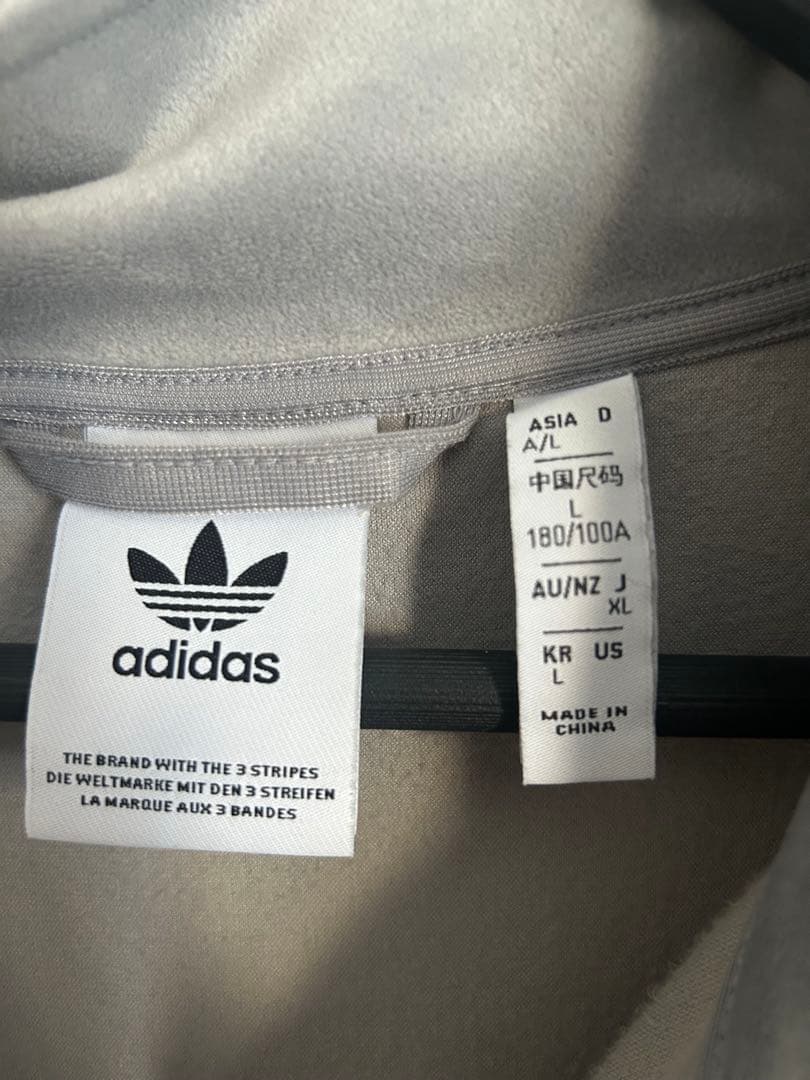 adidas
THE BRAND WITH THE 3 STRIPES
DIE WELTMARKE MIT DEN 3 STREIFEN
LA MARQUE AUX 3 BANDES
ASIA D
A/L
中国尺码
L
180/100A
AU/NZ J
XL
KR US
L
MADE IN
CHINA